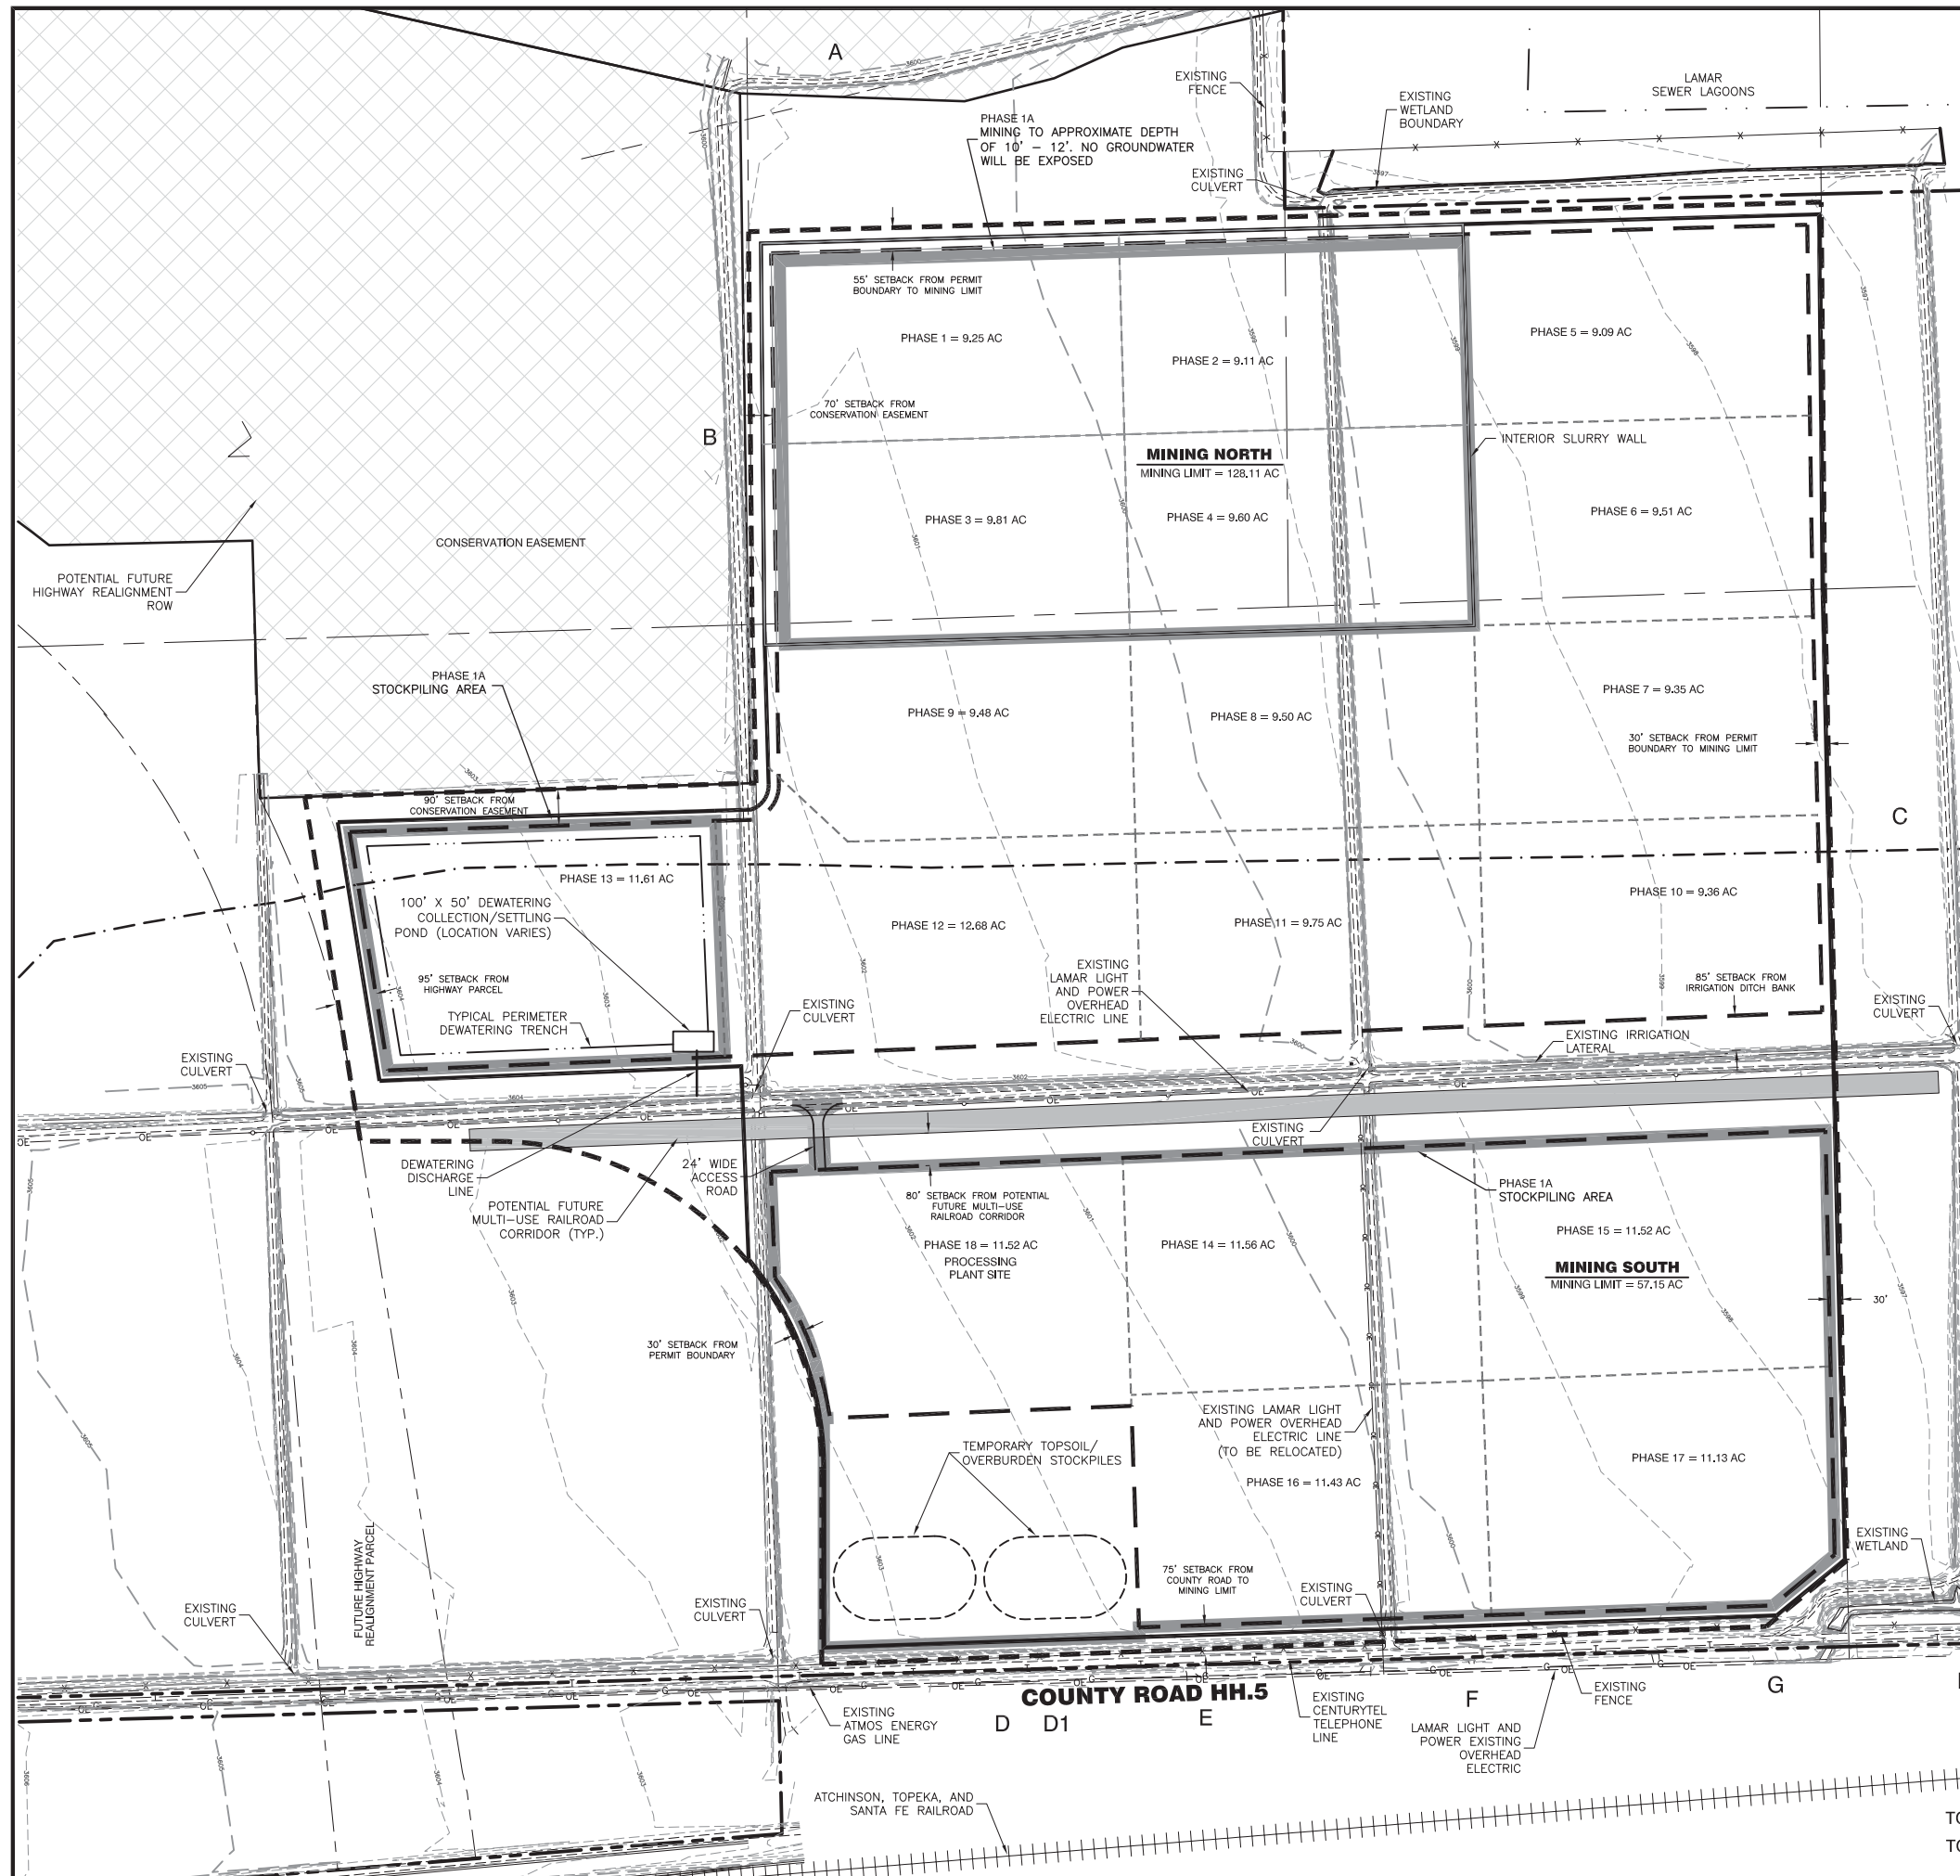 A
LAMAR
SEWER LAGOONS
EXISTING
FENCE
EXISTING
WETLAND
BOUNDARY
PHASE 1A
MINING TO APPROXIMATE DEPTH
OF 10' – 12'. NO GROUNDWATER
WILL BE EXPOSED
EXISTING
CULVERT
55' SETBACK FROM PERMIT
BOUNDARY TO MINING LIMIT
PHASE 1 = 9.25 AC
PHASE 2 = 9.11 AC
PHASE 5 = 9.09 AC
70' SETBACK FROM
CONSERVATION EASEMENT
B
INTERIOR SLURRY WALL
MINING NORTH
MINING LIMIT = 128.11 AC
PHASE 3 = 9.81 AC
PHASE 4 = 9.60 AC
PHASE 6 = 9.51 AC
CONSERVATION EASEMENT
POTENTIAL FUTURE
HIGHWAY REALIGNMENT
ROW
PHASE 1A
STOCKPILING AREA
PHASE 9 = 9.48 AC
PHASE 8 = 9.50 AC
PHASE 7 = 9.35 AC
30' SETBACK FROM PERMIT
BOUNDARY TO MINING LIMIT
90' SETBACK FROM
CONSERVATION EASEMENT
C
PHASE 13 = 11.61 AC
100' X 50' DEWATERING
COLLECTION/SETTLING
POND (LOCATION VARIES)
PHASE 12 = 12.68 AC
PHASE 11 = 9.75 AC
PHASE 10 = 9.36 AC
95' SETBACK FROM
HIGHWAY PARCEL
EXISTING
LAMAR LIGHT
AND POWER
OVERHEAD
ELECTRIC LINE
85' SETBACK FROM
IRRIGATION DITCH BANK
EXISTING
CULVERT
EXISTING
CULVERT
TYPICAL PERIMETER
DEWATERING TRENCH
EXISTING IRRIGATION
LATERAL
EXISTING
CULVERT
EXISTING
CULVERT
DEWATERING
DISCHARGE
LINE
24' WIDE
ACCESS
ROAD
POTENTIAL FUTURE
MULTI-USE RAILROAD
CORRIDOR (TYP.)
80' SETBACK FROM POTENTIAL
FUTURE MULTI-USE
RAILROAD CORRIDOR
PHASE 1A
STOCKPILING AREA
PHASE 18 = 11.52 AC
PROCESSING
PLANT SITE
PHASE 14 = 11.56 AC
PHASE 15 = 11.52 AC
MINING SOUTH
MINING LIMIT = 57.15 AC
30'
30' SETBACK FROM
PERMIT BOUNDARY
EXISTING LAMAR LIGHT
AND POWER OVERHEAD
ELECTRIC LINE
(TO BE RELOCATED)
TEMPORARY TOPSOIL/
OVERBURDEN STOCKPILES
PHASE 16 = 11.43 AC
PHASE 17 = 11.13 AC
FUTURE HIGHWAY
REALIGNMENT PARCEL
75' SETBACK FROM
COUNTY ROAD TO
MINING LIMIT
EXISTING
CULVERT
EXISTING
WETLAND
EXISTING
CULVERT
EXISTING
CULVERT
COUNTY ROAD HH.5
D
D1
E
F
G
EXISTING
ATMOS ENERGY
GAS LINE
EXISTING
CENTURYTEL
TELEPHONE
LINE
EXISTING
FENCE
LAMAR LIGHT AND
POWER EXISTING
OVERHEAD
ELECTRIC
ATCHINSON, TOPEKA, AND
SANTA FE RAILROAD